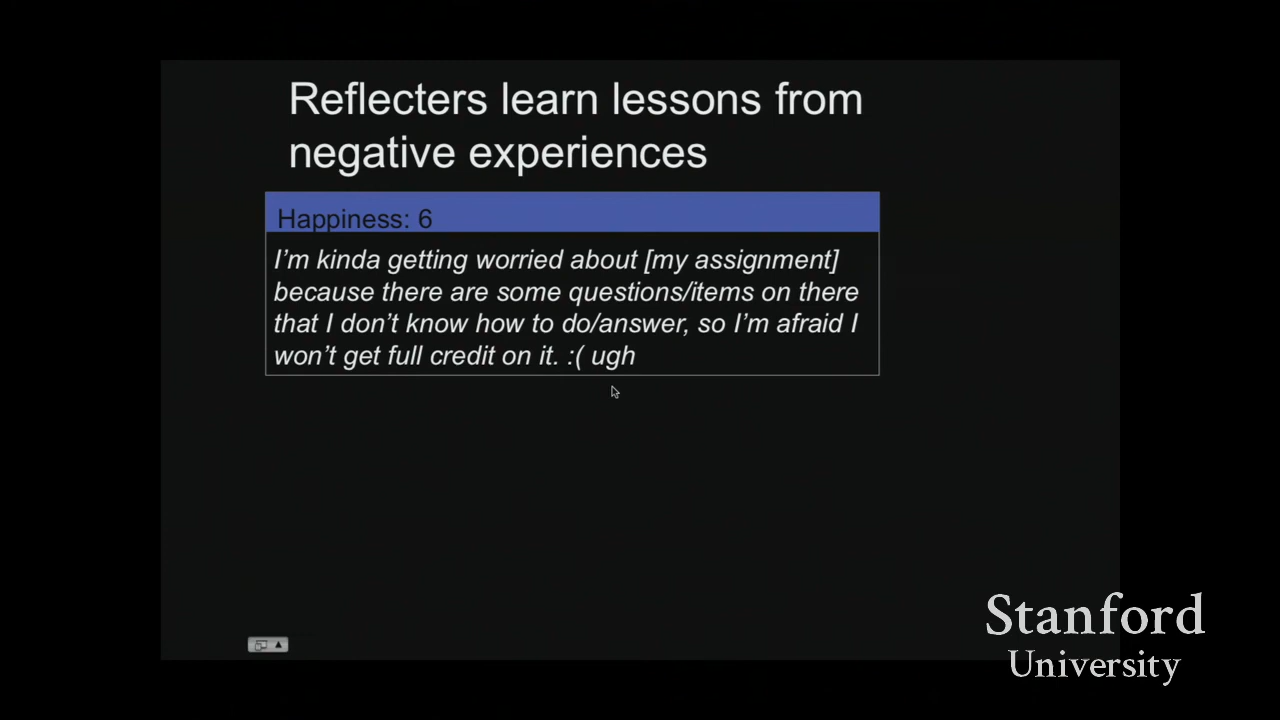 Reflecters learn lessons from
negative experiences
Happiness: 6
I'm kinda getting worried about [my assignment]
because there are some questions/items on there
that I don't know how to do/answer, so I'm afraid I
won't get full credit on it. :( ugh
Stanford
University